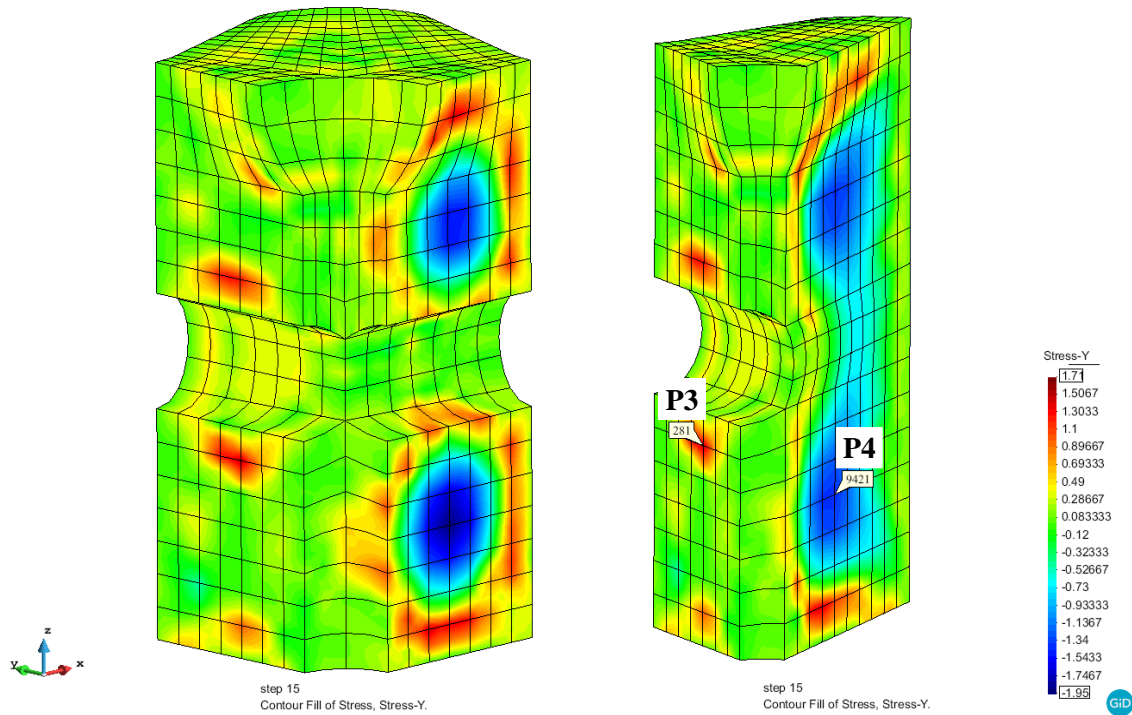 P3
281
P4
9421
Stress-Y
1.71
1.5067
1.3033
1.1
0.89667
0.69333
0.49
0.28667
0.083333
-0.12
-0.32333
-0.52667
-0.73
-0.93333
-1.1367
-1.34
-1.5433
-1.7467
-1.95
z
y
x
step 15
Contour Fill of Stress, Stress-Y.
step 15
Contour Fill of Stress, Stress-Y.
GiD